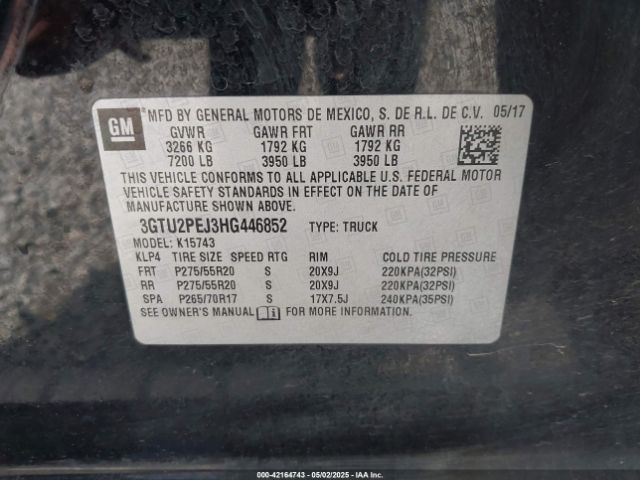 GM
MFD BY GENERAL MOTORS DE MEXICO, S. DE R.L. DE C.V. 05/17
GVWR GAWR FRT GAWR RR
3266 KG 1792 KG 1792 KG
7200 LB 3950 LB 3950 LB
THIS VEHICLE CONFORMS TO ALL APPLICABLE U.S. FEDERAL MOTOR
VEHICLE SAFETY STANDARDS IN EFFECT ON THE DATE OF
MANUFACTURE SHOWN ABOVE.
3GTU2PEJ3HG446852 TYPE: TRUCK
MODEL: K15743
KLP4 TIRE SIZE SPEED RTG RIM COLD TIRE PRESSURE
FRT P275/55R20 S 20X9J 220KPA(32PSI)
RR P275/55R20 S 20X9J 220KPA(32PSI)
SPA P265/70R17 S 17X7.5J 240KPA(35PSI)
SEE OWNER'S MANUAL FOR MORE INFORMATION.
000-42164743 - 05/02/2025 - IAA Inc.